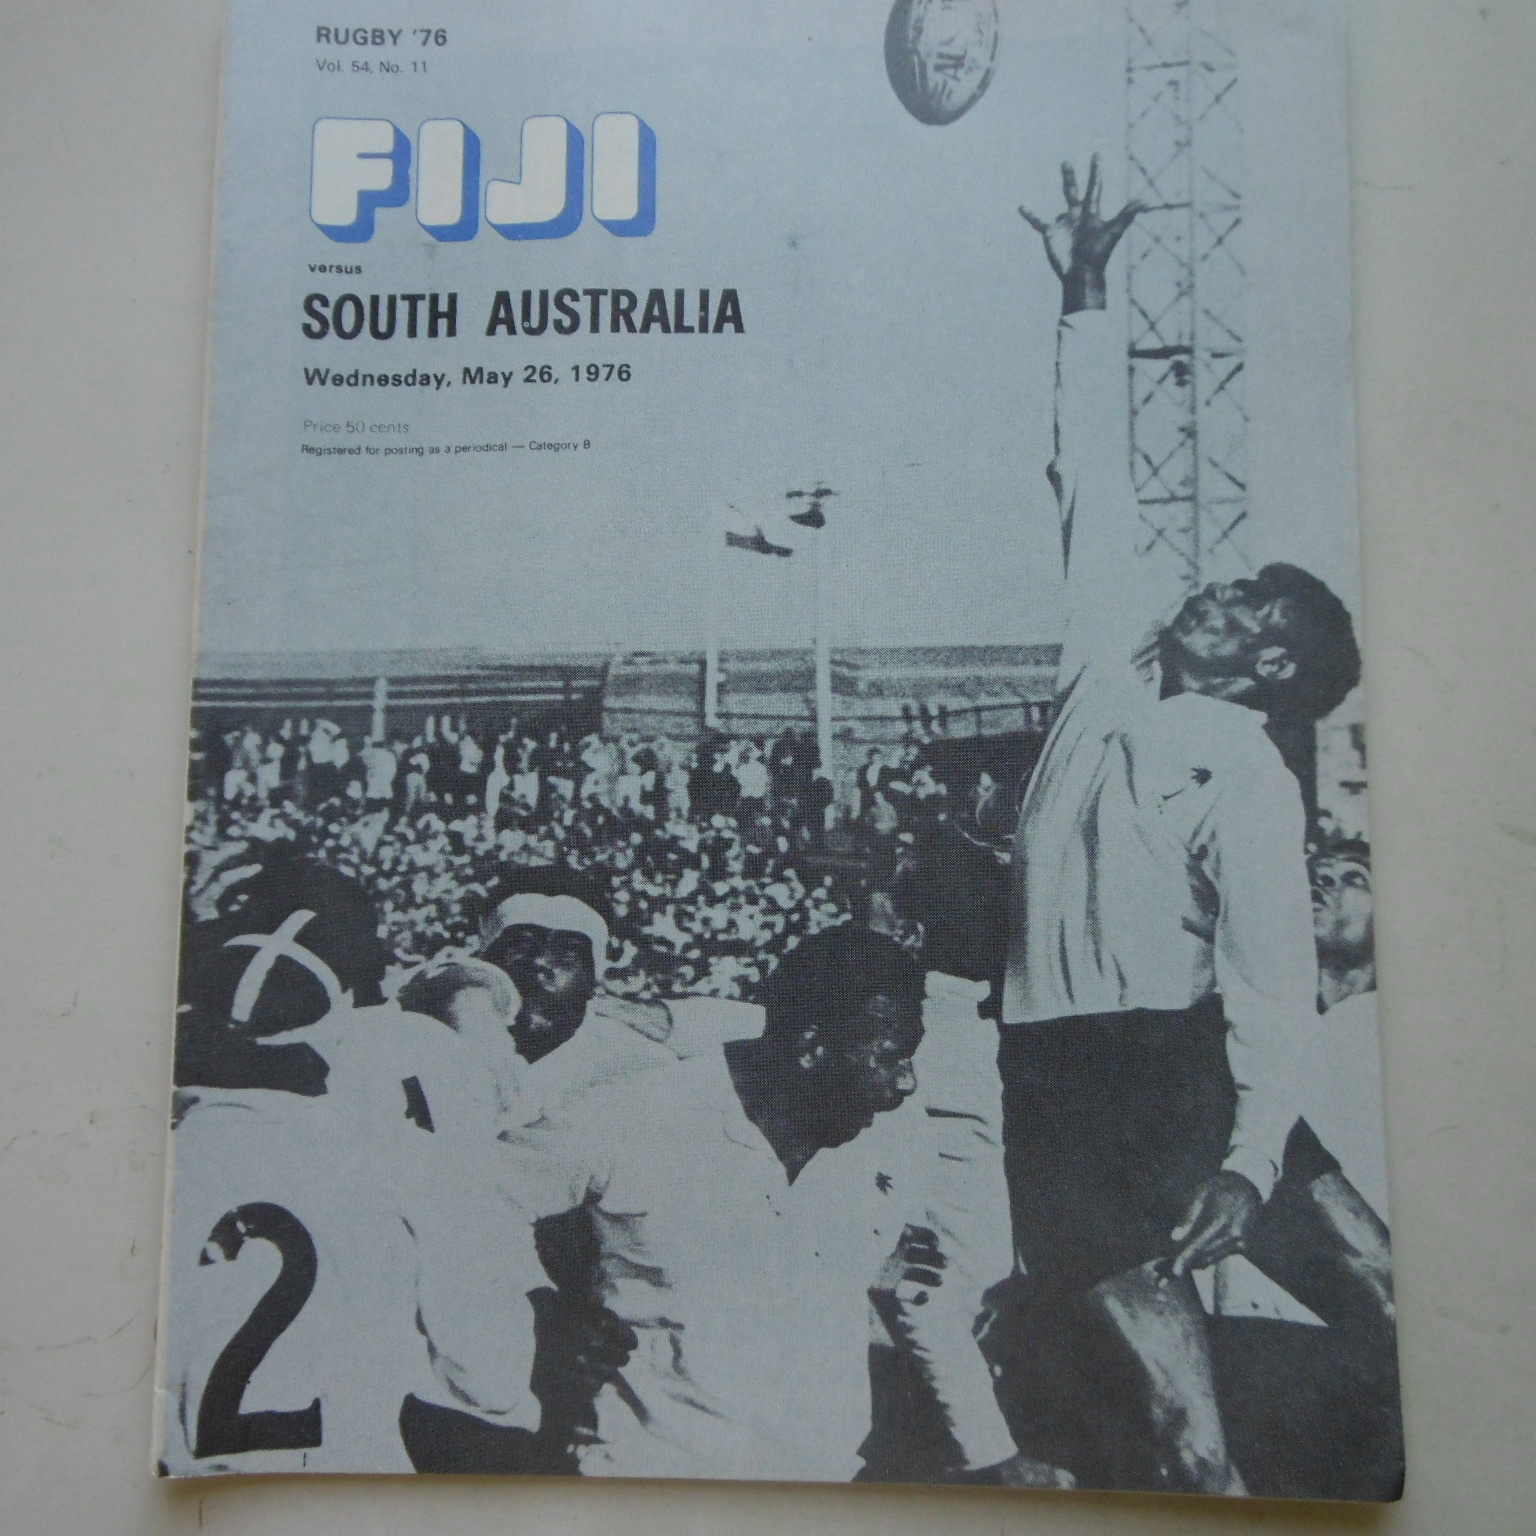 RUGBY '76
Vol. 54, No. 11
FIJI
versus
SOUTH AUSTRALIA
Wednesday, May 26, 1976
Price 50 cents
Registered for posting as a periodical — Category B
2